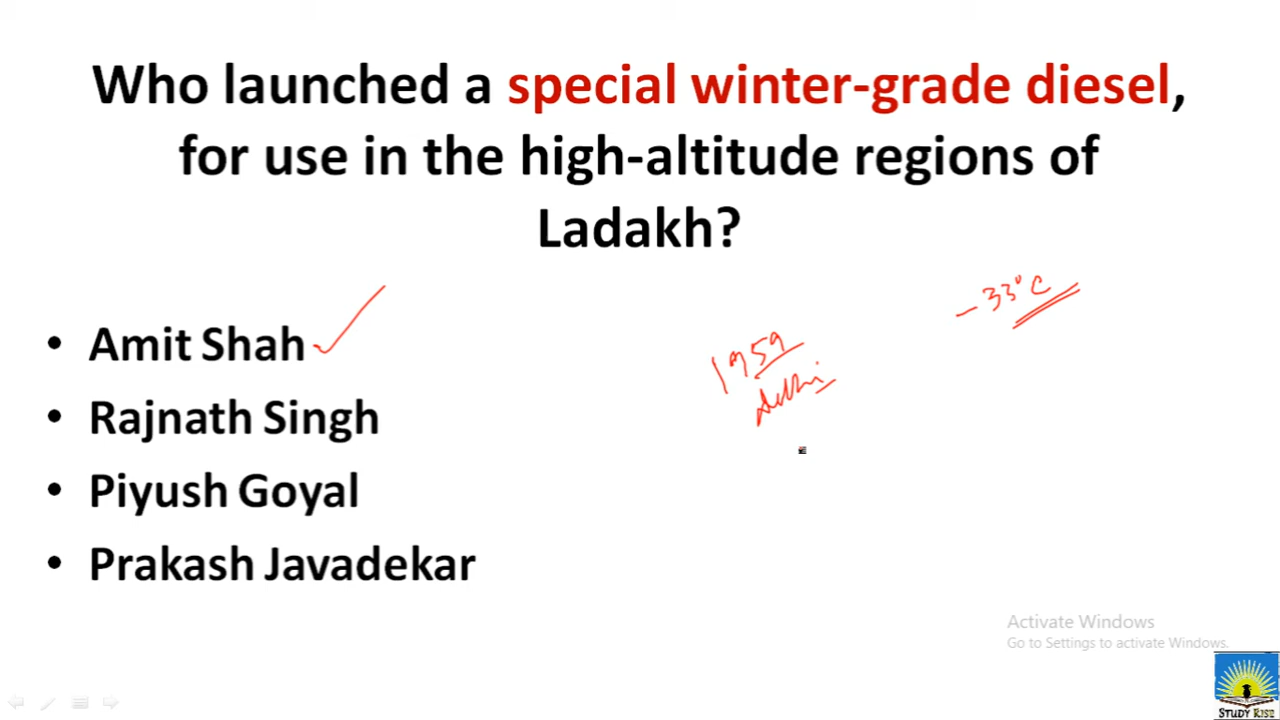 Who launched a special winter-grade diesel,
for use in the high-altitude regions of
Ladakh?
-33°C
• Amit Shah
1959
Delhi
• Rajnath Singh
• Piyush Goyal
• Prakash Javadekar
Activate Windows
Go to Settings to activate Windows.
STUDY RISE